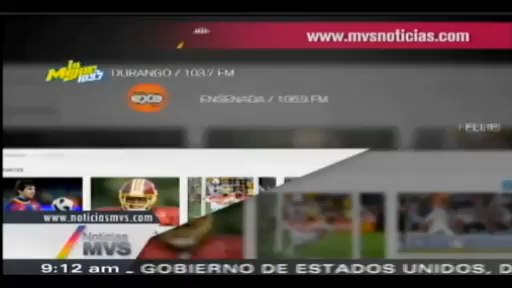 www.mvsnoticias.com
la Mejor 103.7
DURANGO / 103.7 FM
exa
ENSENADA / 106.9 FM
www.noticiasmvs.com
Noticias
MVS
9:12 am
GOBIERNO DE ESTADOS UNIDOS, D